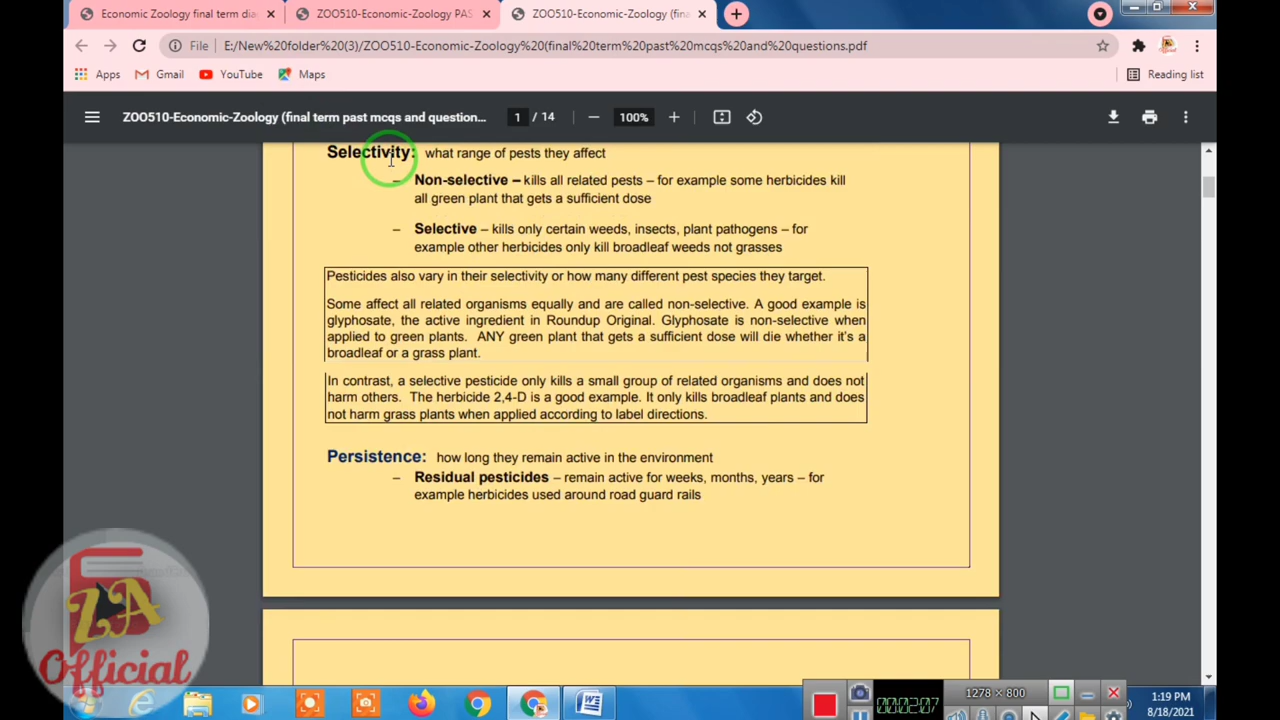 Economic Zoology final term dia
ZOO510-Economic-Zoology PAS
ZOO510-Economic-Zoology (fina
File
E:/New%20folder%20(3)/ZOO510-Economic-Zoology%20(final%20term%20past%20mcqs%20and%20questions.pdf
Apps
Gmail
YouTube
Maps
Reading list
ZOO510-Economic-Zoology (final term past mcqs and question...
1 / 14
100%
Selectivity: what range of pests they affect
– Non-selective – kills all related pests – for example some herbicides kill
all green plant that gets a sufficient dose
– Selective – kills only certain weeds, insects, plant pathogens – for
example other herbicides only kill broadleaf weeds not grasses
Pesticides also vary in their selectivity or how many different pest species they target.
Some affect all related organisms equally and are called non-selective. A good example is
glyphosate, the active ingredient in Roundup Original. Glyphosate is non-selective when
applied to green plants. ANY green plant that gets a sufficient dose will die whether it's a
broadleaf or a grass plant.
In contrast, a selective pesticide only kills a small group of related organisms and does not
harm others. The herbicide 2,4-D is a good example. It only kills broadleaf plants and does
not harm grass plants when applied according to label directions.
Persistence: how long they remain active in the environment
– Residual pesticides – remain active for weeks, months, years – for
example herbicides used around road guard rails
ZA
Official
00:02:07
1278 × 800
1:19 PM
8/18/2021